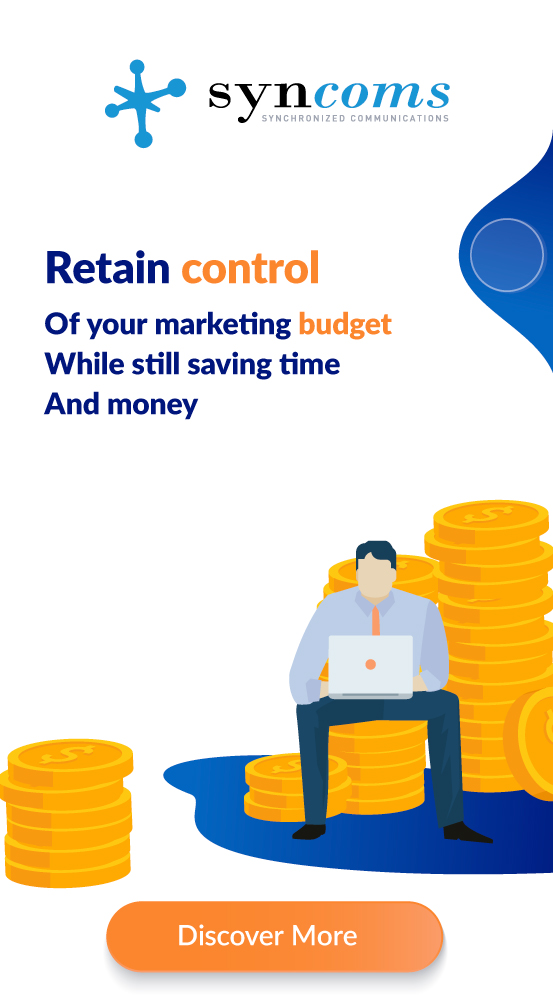 syncoms
SYNCHRONIZED COMMUNICATIONS
Retain control
Of your marketing budget
While still saving time
And money
Discover More